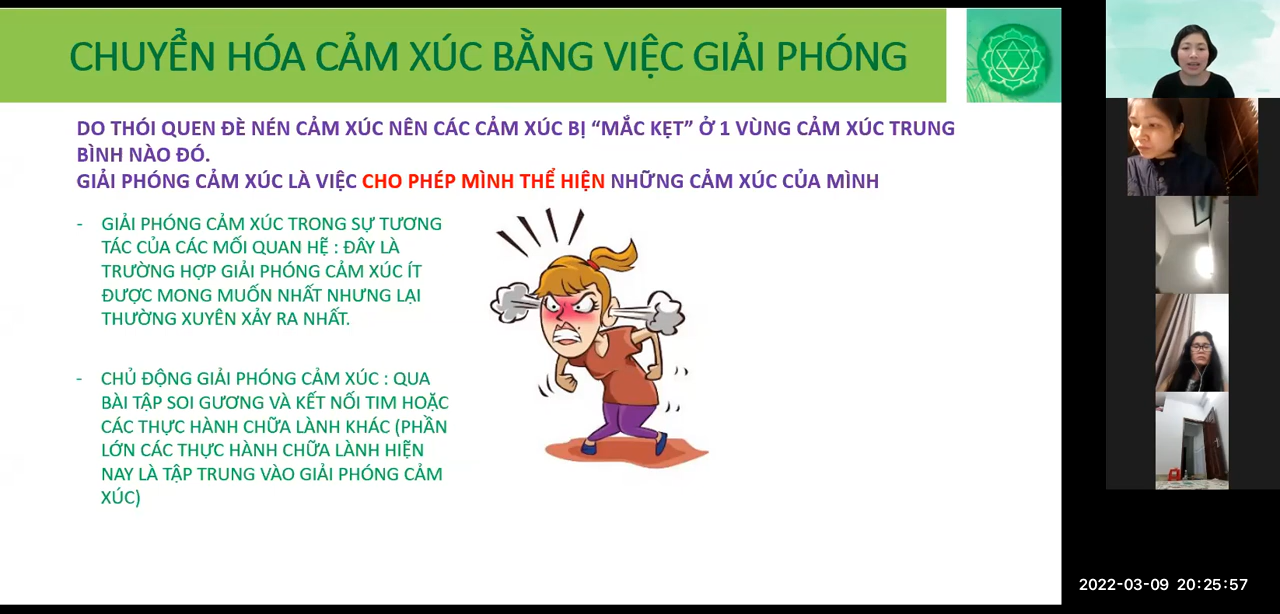 CHUYỂN HÓA CẢM XÚC BẰNG VIỆC GIẢI PHÓNG
DO THÓI QUEN ĐÈ NÉN CẢM XÚC NÊN CÁC CẢM XÚC BỊ “MẮC KẸT” Ở 1 VÙNG CẢM XÚC TRUNG
BÌNH NÀO ĐÓ.
GIẢI PHÓNG CẢM XÚC LÀ VIỆC CHO PHÉP MÌNH THỂ HIỆN NHỮNG CẢM XÚC CỦA MÌNH
- GIẢI PHÓNG CẢM XÚC TRONG SỰ TƯƠNG
TÁC CỦA CÁC MỐI QUAN HỆ : ĐÂY LÀ
TRƯỜNG HỢP GIẢI PHÓNG CẢM XÚC ÍT
ĐƯỢC MONG MUỐN NHẤT NHƯNG LẠI
THƯỜNG XUYÊN XẢY RA NHẤT.
- CHỦ ĐỘNG GIẢI PHÓNG CẢM XÚC : QUA
BÀI TẬP SOI GƯƠNG VÀ KẾT NỐI TIM HOẶC
CÁC THỰC HÀNH CHỮA LÀNH KHÁC (PHẦN
LỚN CÁC THỰC HÀNH CHỮA LÀNH HIỆN
NAY LÀ TẬP TRUNG VÀO GIẢI PHÓNG CẢM
XÚC)
2022-03-09 20:25:57